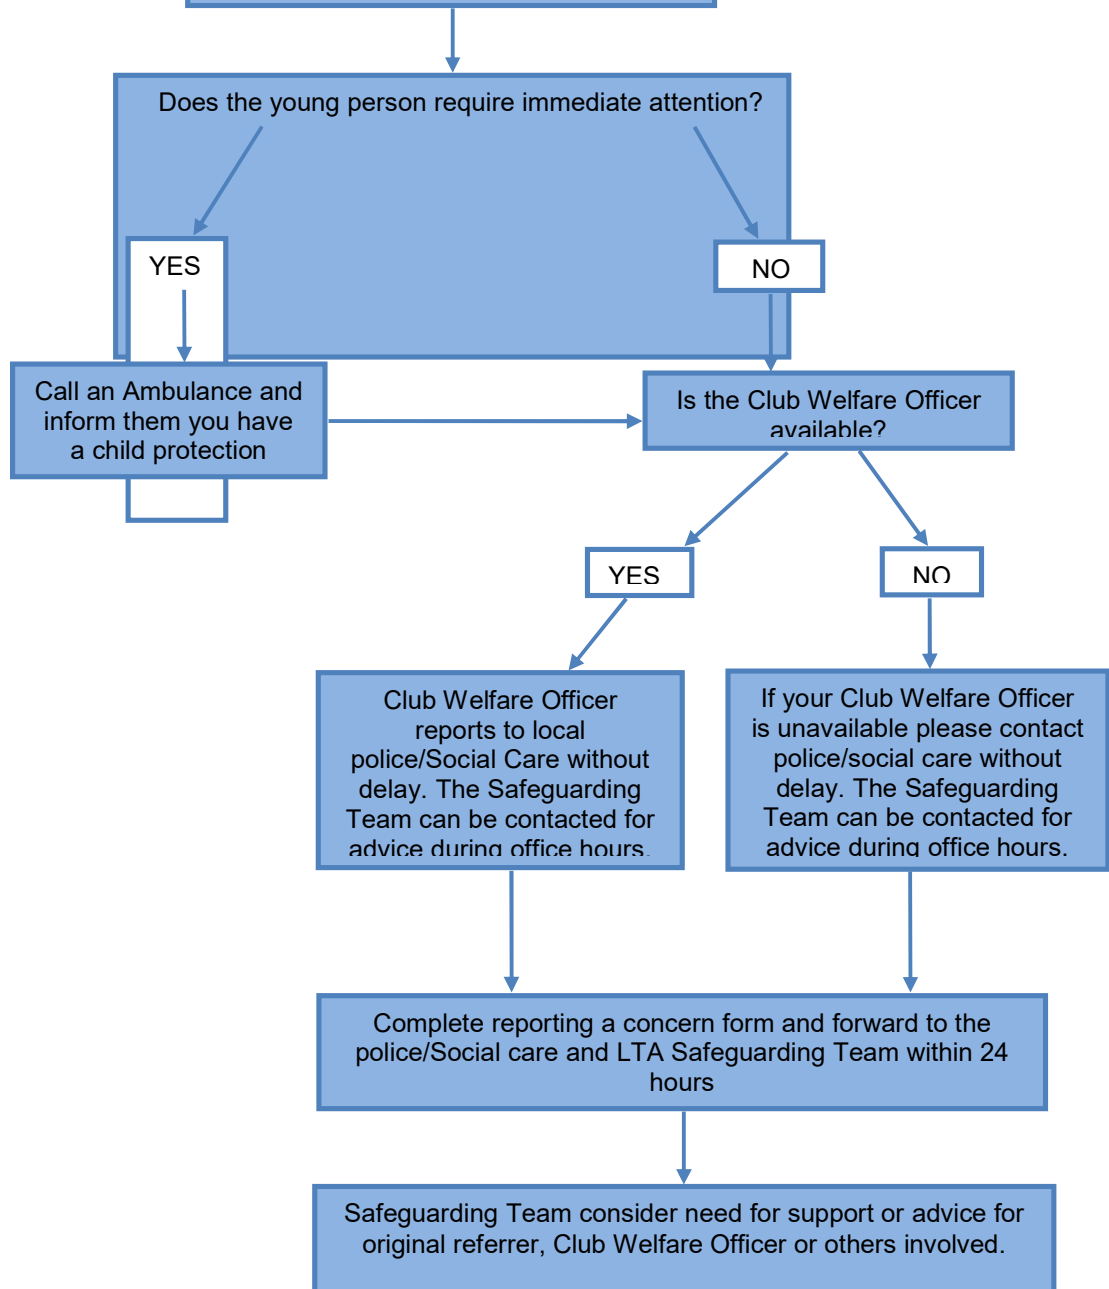 Does the young person require immediate attention?
YES
NO
Call an Ambulance and
inform them you have
a child protection
Is the Club Welfare Officer
available?
YES
NO
Club Welfare Officer
reports to local
police/Social Care without
delay. The Safeguarding
Team can be contacted for
advice during office hours.
If your Club Welfare Officer
is unavailable please contact
police/social care without
delay. The Safeguarding
Team can be contacted for
advice during office hours.
Complete reporting a concern form and forward to the
police/Social care and LTA Safeguarding Team within 24
hours
Safeguarding Team consider need for support or advice for
original referrer, Club Welfare Officer or others involved.